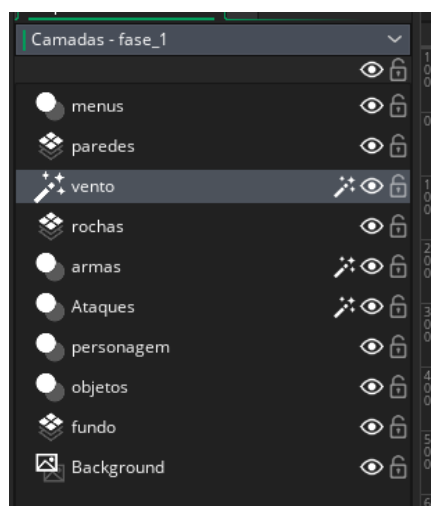 Camadas - fase_1
menus
paredes
vento
rochas
armas
Ataques
personagem
objetos
fundo
Background